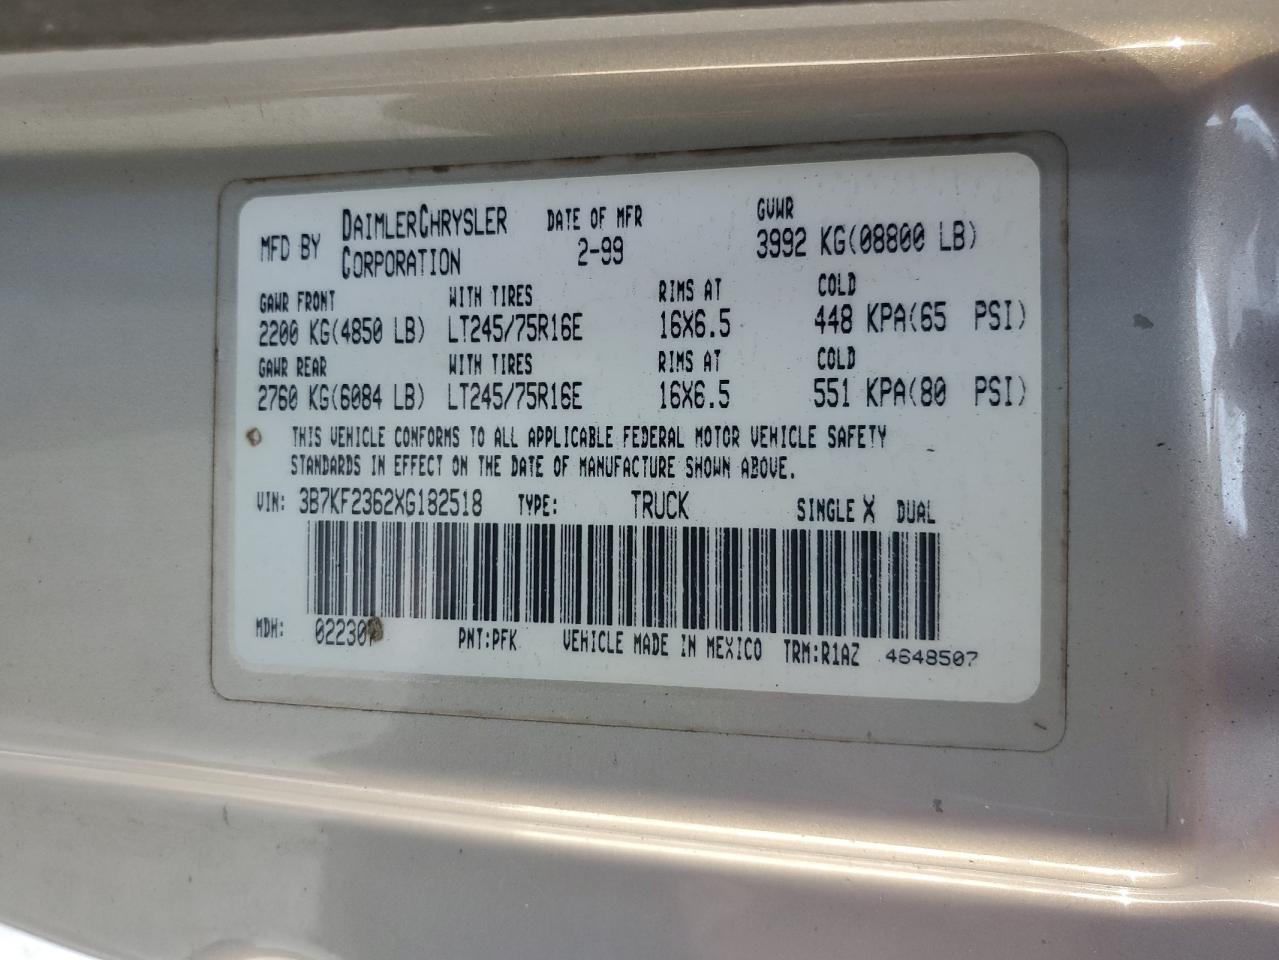 MFD BY DAIMLERCHRYSLER CORPORATION DATE OF MFR 2-99 GVWR 3992 KG(08800 LB)
GAWR FRONT WITH TIRES RIMS AT COLD
2200 KG(4850 LB) LT245/75R16E 16X6.5 448 KPA(65 PSI)
GAWR REAR WITH TIRES RIMS AT COLD
2760 KG(6084 LB) LT245/75R16E 16X6.5 551 KPA(80 PSI)
THIS VEHICLE CONFORMS TO ALL APPLICABLE FEDERAL MOTOR VEHICLE SAFETY
STANDARDS IN EFFECT ON THE DATE OF MANUFACTURE SHOWN ABOVE.
VIN: 3B7KF2362XG182518 TYPE: TRUCK SINGLE X DUAL
MDH: PNT:PFK VEHICLE MADE IN MEXICO TRM:R1AZ 4648507